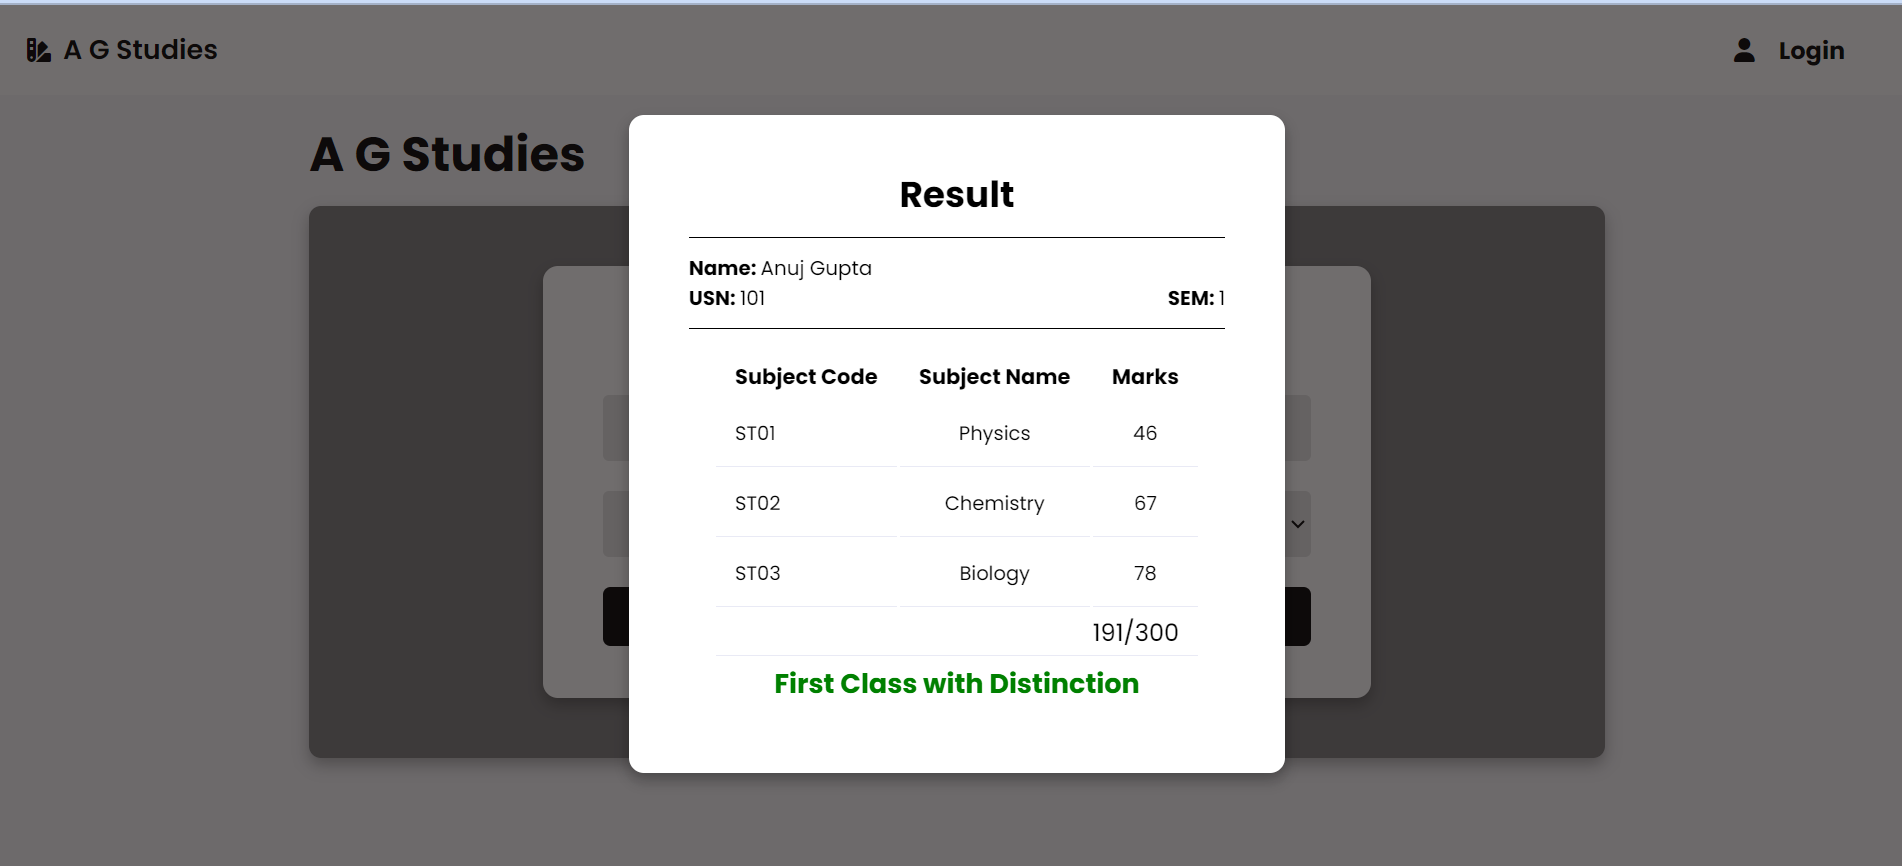 A G Studies
Login
A G Studies
Result
Name: Anuj Gupta
USN: 101 SEM: 1
Subject Code Subject Name Marks
ST01 Physics 46
ST02 Chemistry 67
ST03 Biology 78
191/300
First Class with Distinction